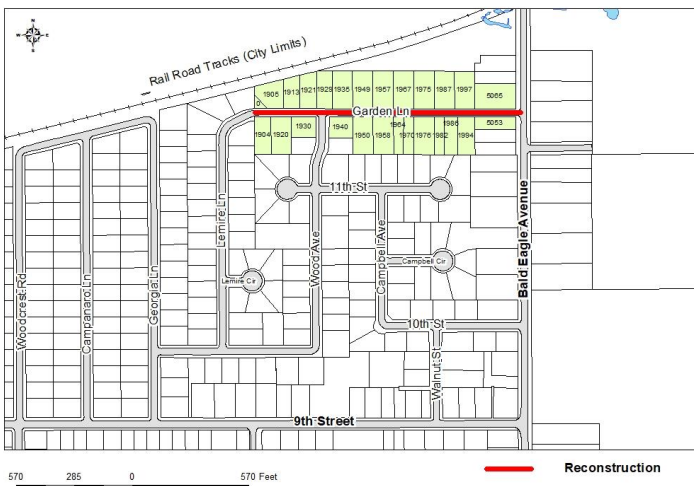 N
W E
S
Rail Road Tracks (City Limits)
1905 1913 1921 1929 1935 1949 1957 1967 1975 1987 1997 5065
0
Garden Ln
1904 1920 1930 1940 1950 1958 1964 1970 1976 982 1986 1994 5053
11th St
Woodcrest Rd
Campanaro Ln
Georgia Ln
Lemire Ln
Wood Ave
Campbell Ave
Bald Eagle Avenue
Lemire Cir
Campbell Cir
10th St
Walnut St
9th Street
570 285 0 570 Feet
Reconstruction